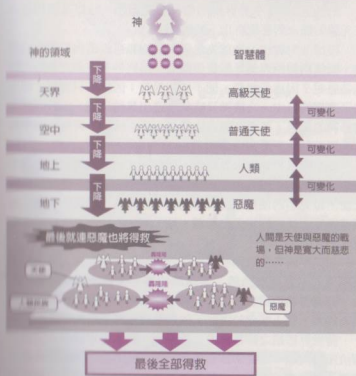 神
神的領域
智慧體
下降
天界
高級天使
下降
可變化
空中
普通天使
下降
可變化
地上
人類
下降
可變化
地下
惡魔
最後就連惡魔也將得救
人間是天使與惡魔的戰
場，但神是寬大而慈悲
的……
天使
轟隆隆
惡魔
最後全部得救